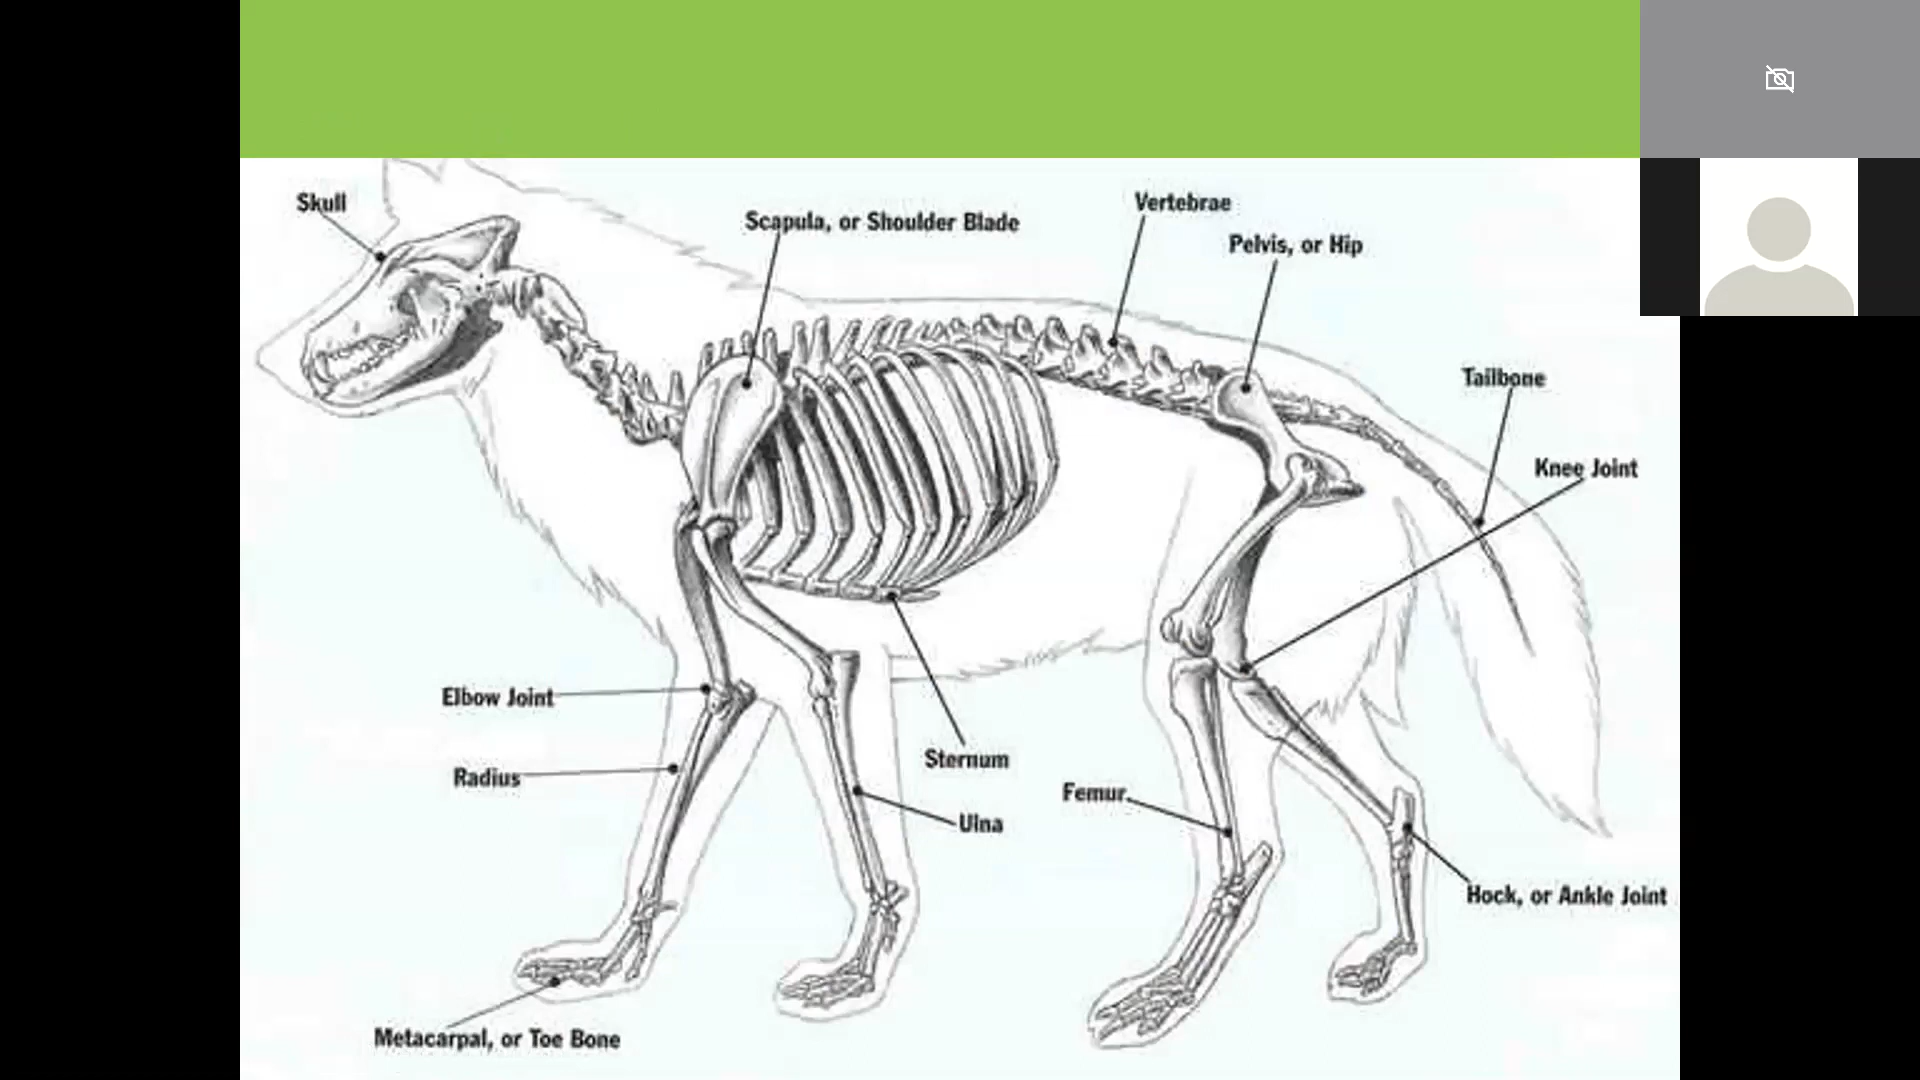 Skull
Scapula, or Shoulder Blade
Vertebrae
Pelvis, or Hip
Tailbone
Knee Joint
Elbow Joint
Radius
Sternum
Ulna
Femur
Hock, or Ankle Joint
Metacarpal, or Toe Bone